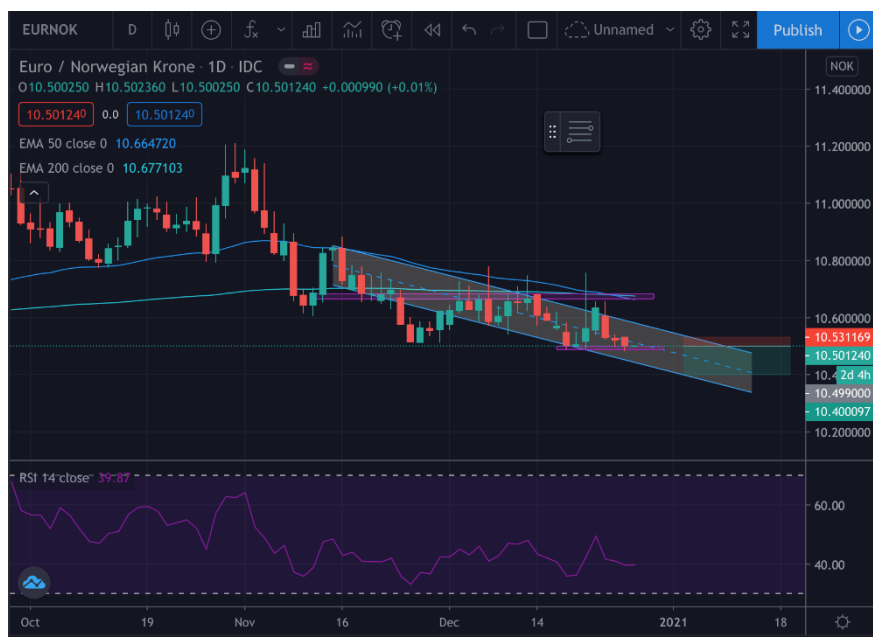 EURNOK D fx Unnamed Publish
Euro / Norwegian Krone · 1D · IDC
O10.500250 H10.502360 L10.500250 C10.501240 +0.000990 (+0.01%)
10.501240 0.0 10.501240
EMA 50 close 0 10.664720
EMA 200 close 0 10.677103
NOK
11.400000
11.200000
11.000000
10.800000
10.600000
10.531169
10.501240
2d 4h
10.499000
10.400097
10.200000
RSI 14 close 39.87
60.00
40.00
Oct 19 Nov 16 Dec 14 2021 18